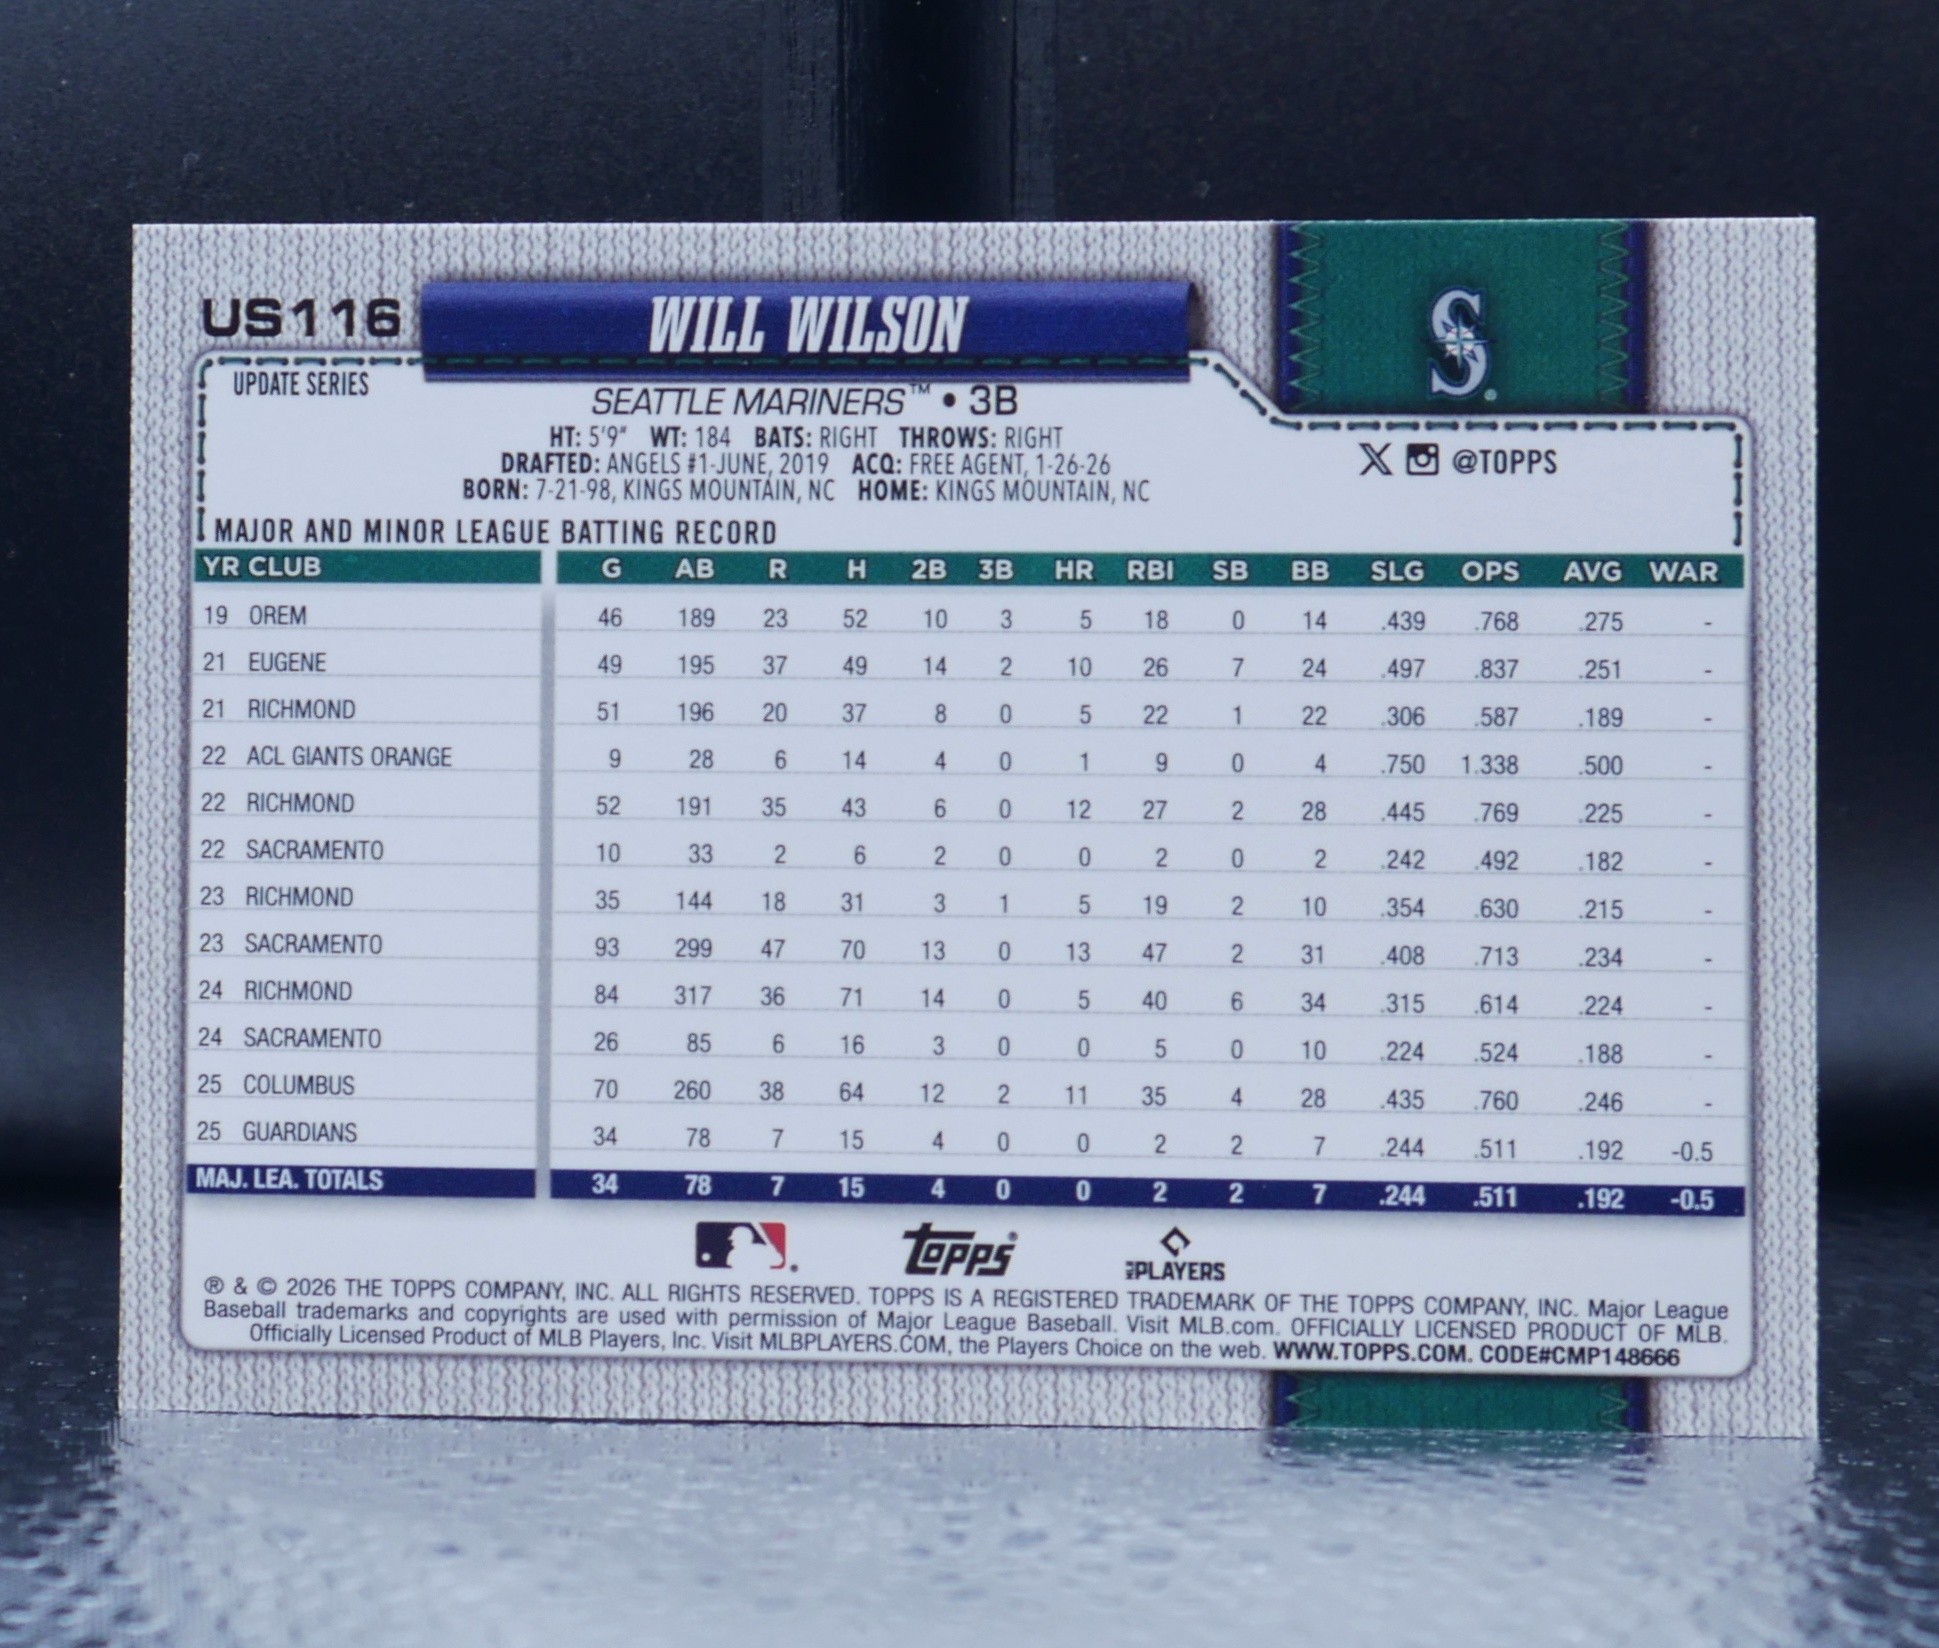 US116
WILL WILSON
S
UPDATE SERIES
SEATTLE MARINERS™ • 3B
HT: 5'9" WT: 184 BATS: RIGHT THROWS: RIGHT
DRAFTED: ANGELS #1-JUNE, 2019 ACQ: FREE AGENT, 1-26-26
BORN: 7-21-98, KINGS MOUNTAIN, NC HOME: KINGS MOUNTAIN, NC
X @TOPPS
MAJOR AND MINOR LEAGUE BATTING RECORD
YR CLUB G AB R H 2B 3B HR RBI SB BB SLG OPS AVG WAR
19 OREM 46 189 23 52 10 3 5 18 0 14 .439 .768 .275 -
21 EUGENE 49 195 37 49 14 2 10 26 7 24 .497 .837 .251 -
21 RICHMOND 51 196 20 37 8 0 5 22 1 22 .306 .587 .189 -
22 ACL GIANTS ORANGE 9 28 6 14 4 0 1 9 0 4 .750 1.338 .500 -
22 RICHMOND 52 191 35 43 6 0 12 27 2 28 .445 .769 .225 -
22 SACRAMENTO 10 33 2 6 2 0 0 2 0 2 .242 .492 .182 -
23 RICHMOND 35 144 18 31 3 1 5 19 2 10 .354 .630 .215 -
23 SACRAMENTO 93 299 47 70 13 0 13 47 2 31 .408 .713 .234 -
24 RICHMOND 84 317 36 71 14 0 5 40 6 34 .315 .614 .224 -
24 SACRAMENTO 26 85 6 16 3 0 0 5 0 10 .224 .524 .188 -
25 COLUMBUS 70 260 38 64 12 2 11 35 4 28 .435 .760 .246 -
25 GUARDIANS 34 78 7 15 4 0 0 2 2 7 .244 .511 .192 -0.5
MAJ. LEA. TOTALS 34 78 7 15 4 0 0 2 2 7 .244 .511 .192 -0.5
topps® MLB PLAYERS
® & © 2026 THE TOPPS COMPANY, INC. ALL RIGHTS RESERVED. TOPPS IS A REGISTERED TRADEMARK OF THE TOPPS COMPANY, INC. Major League
Baseball trademarks and copyrights are used with permission of Major League Baseball. Visit MLB.com. OFFICIALLY LICENSED PRODUCT OF MLB.
Officially Licensed Product of MLB Players, Inc. Visit MLBPLAYERS.COM, the Players Choice on the web. WWW.TOPPS.COM. CODE#CMP148666